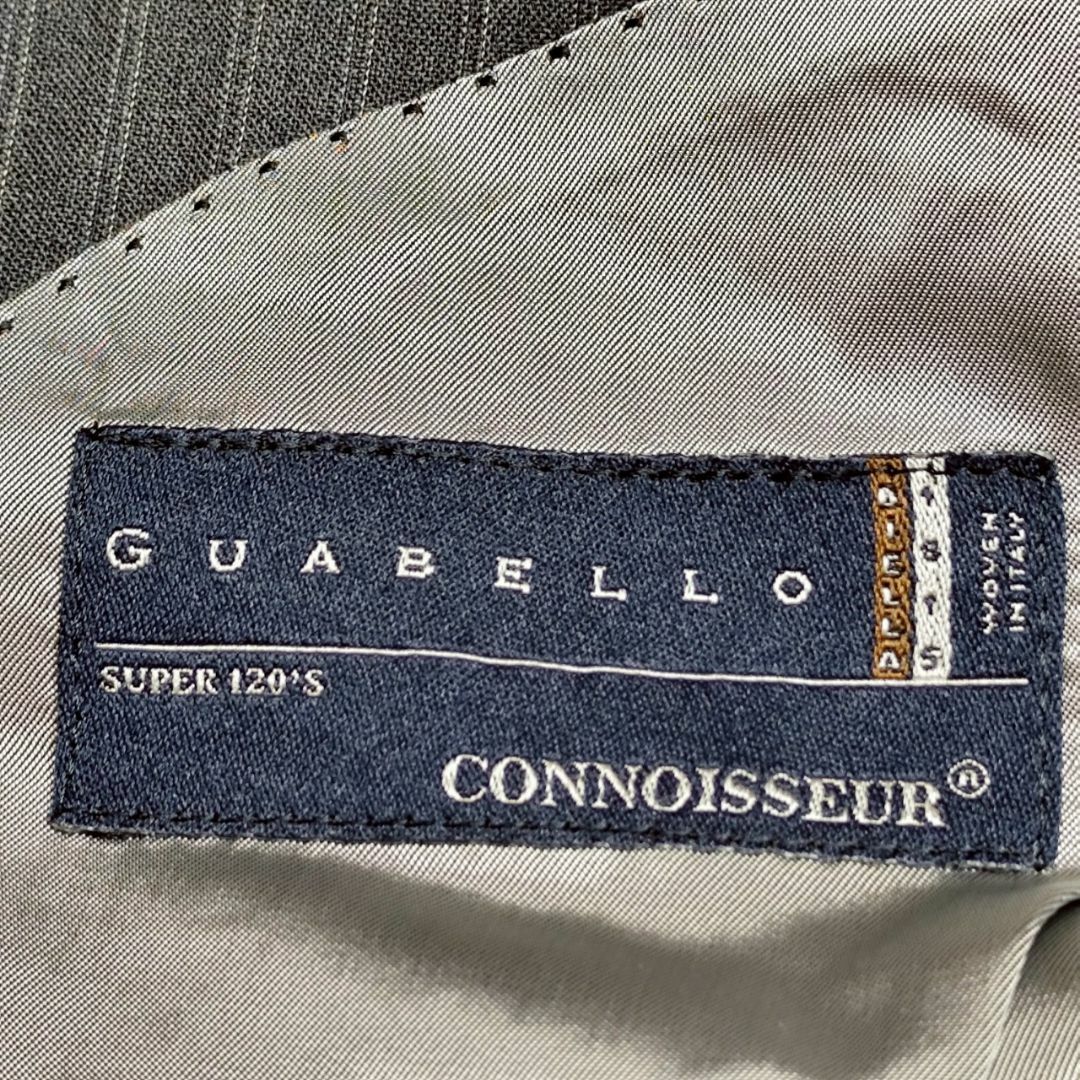 GUABELLO
BIELLA
1815
WOVEN
IN ITALY
SUPER 120'S
CONNOISSEUR®